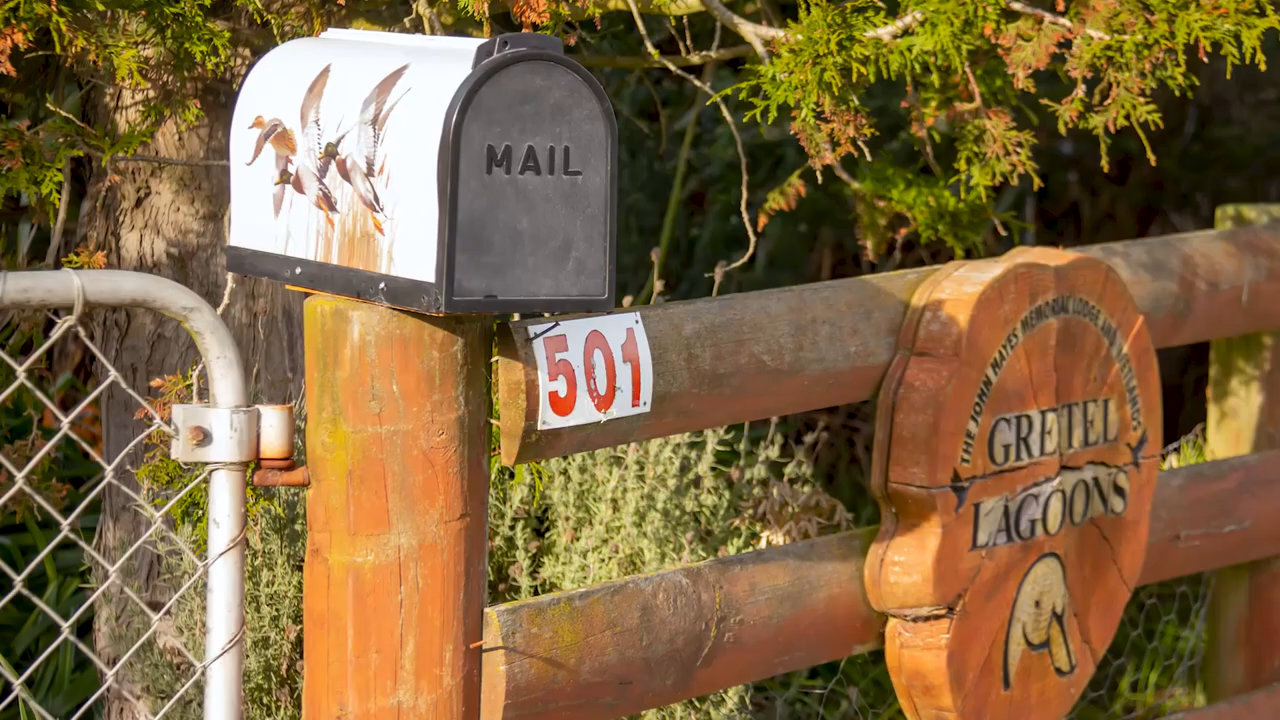 MAIL
501
THE JOHN HAYES MEMORIAL LODGE AND WETLANDS
GRETEL
LAGOONS